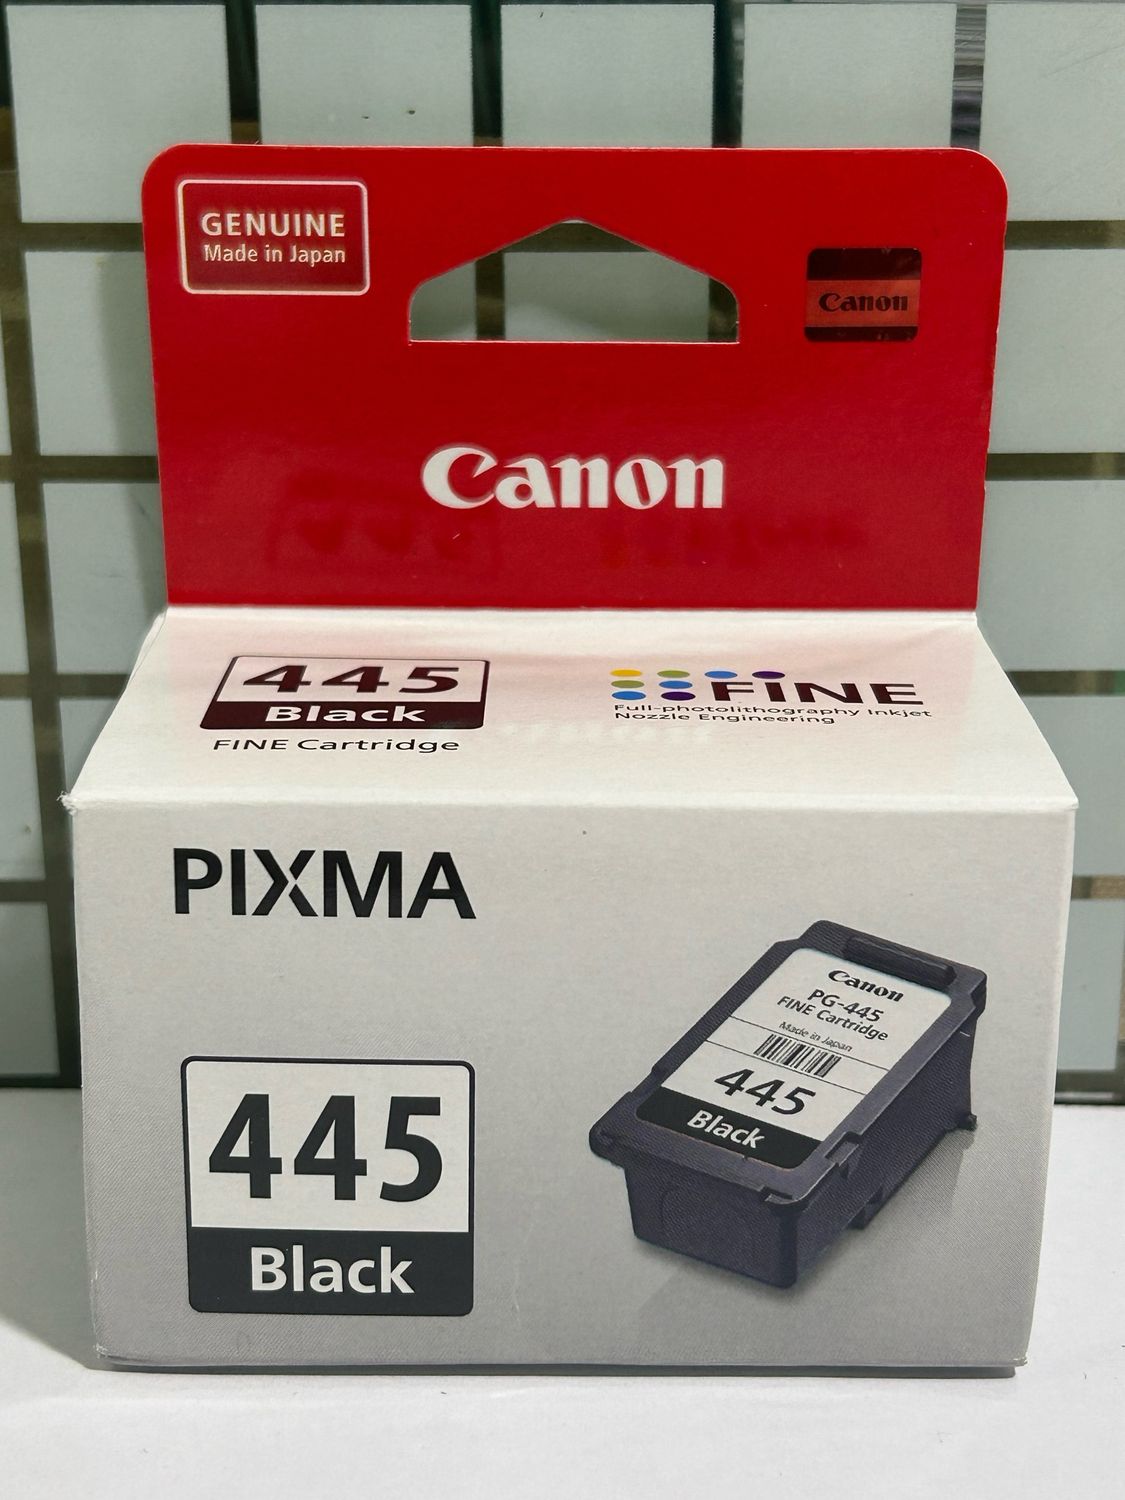 GENUINE
Made in Japan
Canon
Canon
445
Black
FINE Cartridge
FINE
Full-photolithography Inkjet
Nozzle Engineering
PIXMA
445
Black
Canon
PG-445
FINE Cartridge
Made in Japan
445
Black